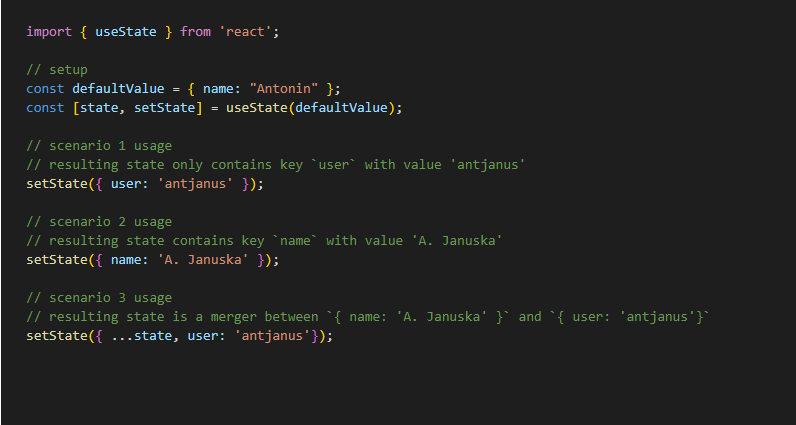 import { useState } from 'react';
// setup
const defaultValue = { name: "Antonin" };
const [state, setState] = useState(defaultValue);
// scenario 1 usage
// resulting state only contains key `user` with value 'antjanus'
setState({ user: 'antjanus' });
// scenario 2 usage
// resulting state contains key `name` with value 'A. Januska'
setState({ name: 'A. Januska' });
// scenario 3 usage
// resulting state is a merger between `{ name: 'A. Januska' }` and `{ user: 'antjanus'}`
setState({ ...state, user: 'antjanus'});